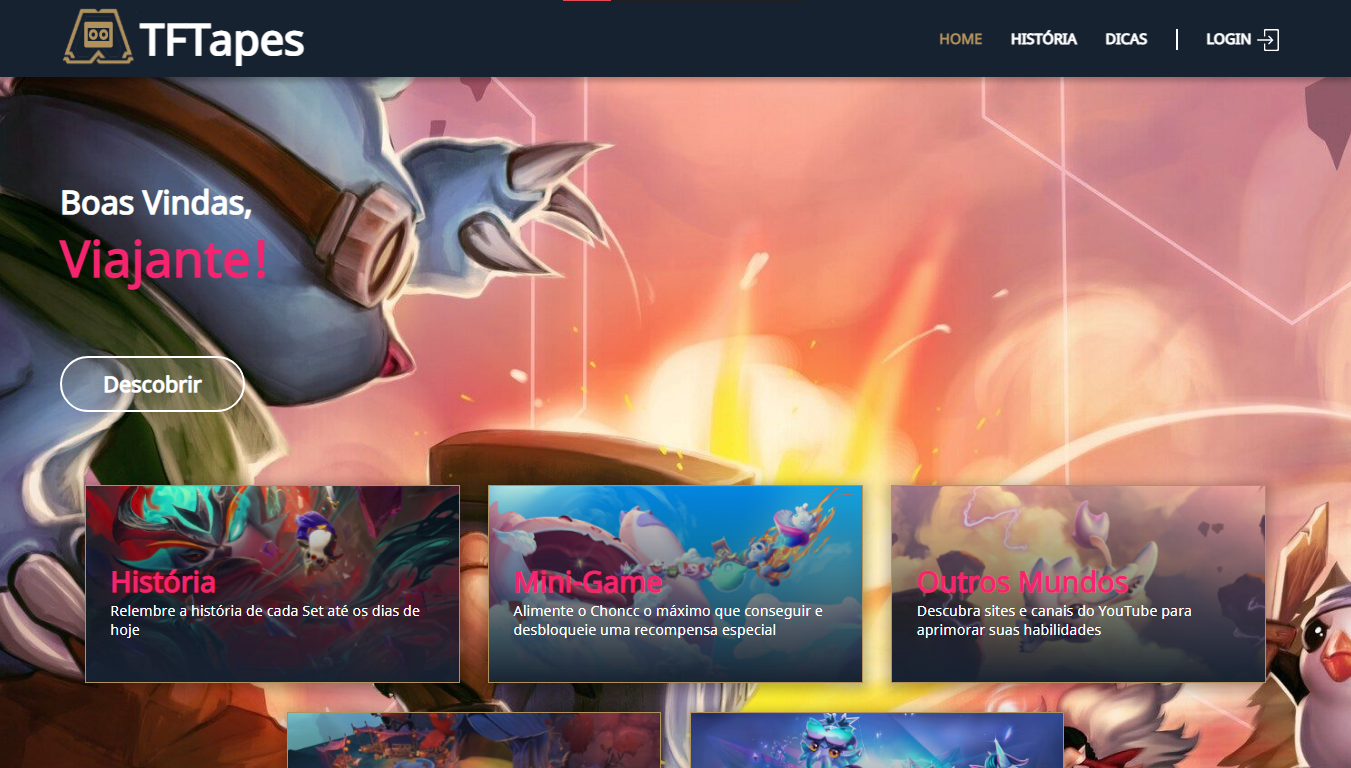 TFTapes
HOME HISTÓRIA DICAS LOGIN
Boas Vindas,
Viajante!
Descobrir
História
Relembre a história de cada Set até os dias de
hoje
Mini-Game
Alimente o Choncc o máximo que conseguir e
desbloqueie uma recompensa especial
Outros Mundos
Descubra sites e canais do YouTube para
aprimorar suas habilidades